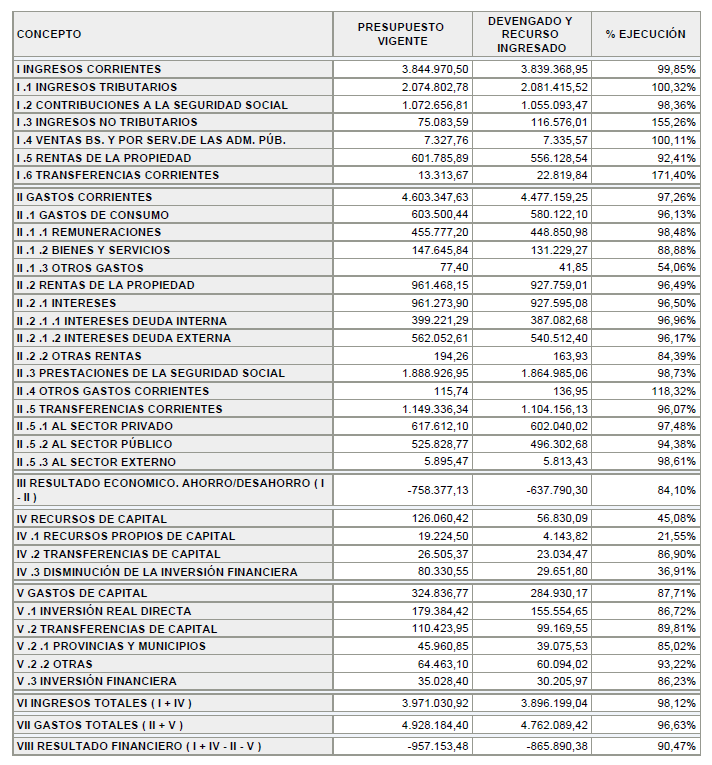 CONCEPTO PRESUPUESTO VIGENTE DEVENGADO Y RECURSO INGRESADO % EJECUCIÓN
I INGRESOS CORRIENTES 3.844.970,50 3.839.368,95 99,85%
I .1 INGRESOS TRIBUTARIOS 2.074.802,78 2.081.415,52 100,32%
I .2 CONTRIBUCIONES A LA SEGURIDAD SOCIAL 1.072.656,81 1.055.093,47 98,36%
I .3 INGRESOS NO TRIBUTARIOS 75.083,59 116.576,01 155,26%
I .4 VENTAS BS. Y POR SERV.DE LAS ADM. PÚB. 7.327,76 7.335,57 100,11%
I .5 RENTAS DE LA PROPIEDAD 601.785,89 556.128,54 92,41%
I .6 TRANSFERENCIAS CORRIENTES 13.313,67 22.819,84 171,40%
II GASTOS CORRIENTES 4.603.347,63 4.477.159,25 97,26%
II .1 GASTOS DE CONSUMO 603.500,44 580.122,10 96,13%
II .1 .1 REMUNERACIONES 455.777,20 448.850,98 98,48%
II .1 .2 BIENES Y SERVICIOS 147.645,84 131.229,27 88,88%
II .1 .3 OTROS GASTOS 77,40 41,85 54,06%
II .2 RENTAS DE LA PROPIEDAD 961.468,15 927.759,01 96,49%
II .2 .1 INTERESES 961.273,90 927.595,08 96,50%
II .2 .1 .1 INTERESES DEUDA INTERNA 399.221,29 387.082,68 96,96%
II .2 .1 .2 INTERESES DEUDA EXTERNA 562.052,61 540.512,40 96,17%
II .2 .2 OTRAS RENTAS 194,26 163,93 84,39%
II .3 PRESTACIONES DE LA SEGURIDAD SOCIAL 1.888.926,95 1.864.985,06 98,73%
II .4 OTROS GASTOS CORRIENTES 115,74 136,95 118,32%
II .5 TRANSFERENCIAS CORRIENTES 1.149.336,34 1.104.156,13 96,07%
II .5 .1 AL SECTOR PRIVADO 617.612,10 602.040,02 97,48%
II .5 .2 AL SECTOR PÚBLICO 525.828,77 496.302,68 94,38%
II .5 .3 AL SECTOR EXTERNO 5.895,47 5.813,43 98,61%
III RESULTADO ECONOMICO. AHORRO/DESAHORRO ( I
- II ) -758.377,13 -637.790,30 84,10%
IV RECURSOS DE CAPITAL 126.060,42 56.830,09 45,08%
IV .1 RECURSOS PROPIOS DE CAPITAL 19.224,50 4.143,82 21,55%
IV .2 TRANSFERENCIAS DE CAPITAL 26.505,37 23.034,47 86,90%
IV .3 DISMINUCIÓN DE LA INVERSIÓN FINANCIERA 80.330,55 29.651,80 36,91%
V GASTOS DE CAPITAL 324.836,77 284.930,17 87,71%
V .1 INVERSIÓN REAL DIRECTA 179.384,42 155.554,65 86,72%
V .2 TRANSFERENCIAS DE CAPITAL 110.423,95 99.169,55 89,81%
V .2 .1 PROVINCIAS Y MUNICIPIOS 45.960,85 39.075,53 85,02%
V .2 .2 OTRAS 64.463,10 60.094,02 93,22%
V .3 INVERSIÓN FINANCIERA 35.028,40 30.205,97 86,23%
VI INGRESOS TOTALES ( I + IV ) 3.971.030,92 3.896.199,04 98,12%
VII GASTOS TOTALES ( II + V ) 4.928.184,40 4.762.089,42 96,63%
VIII RESULTADO FINANCIERO ( I + IV - II - V ) -957.153,48 -865.890,38 90,47%